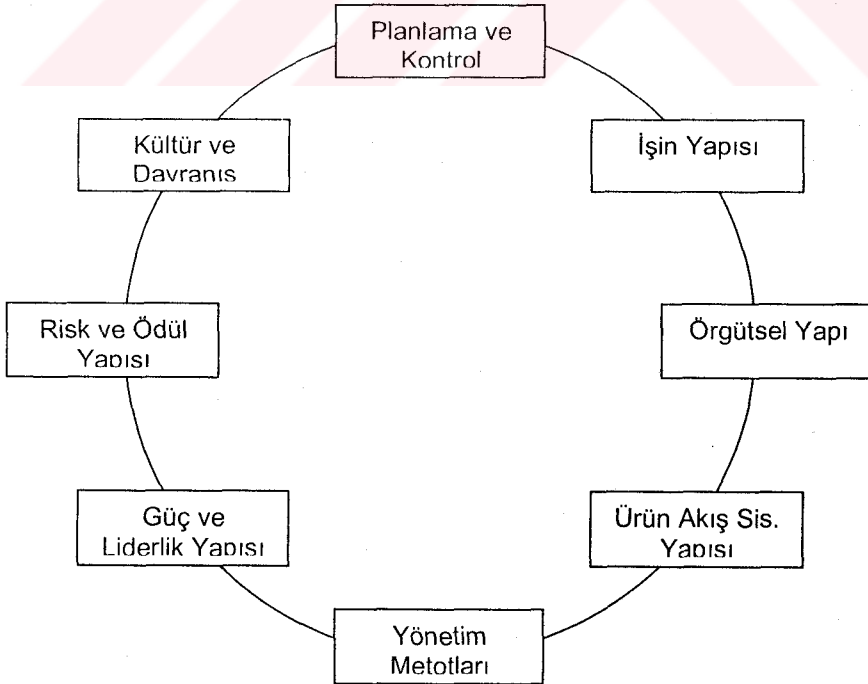 Planlama ve
Kontrol
Kültür ve
Davranış
İşin Yapısı
Risk ve Ödül
Yapısı
Örgütsel Yapı
Güç ve
Liderlik Yapısı
Ürün Akış Sis.
Yapısı
Yönetim
Metotları